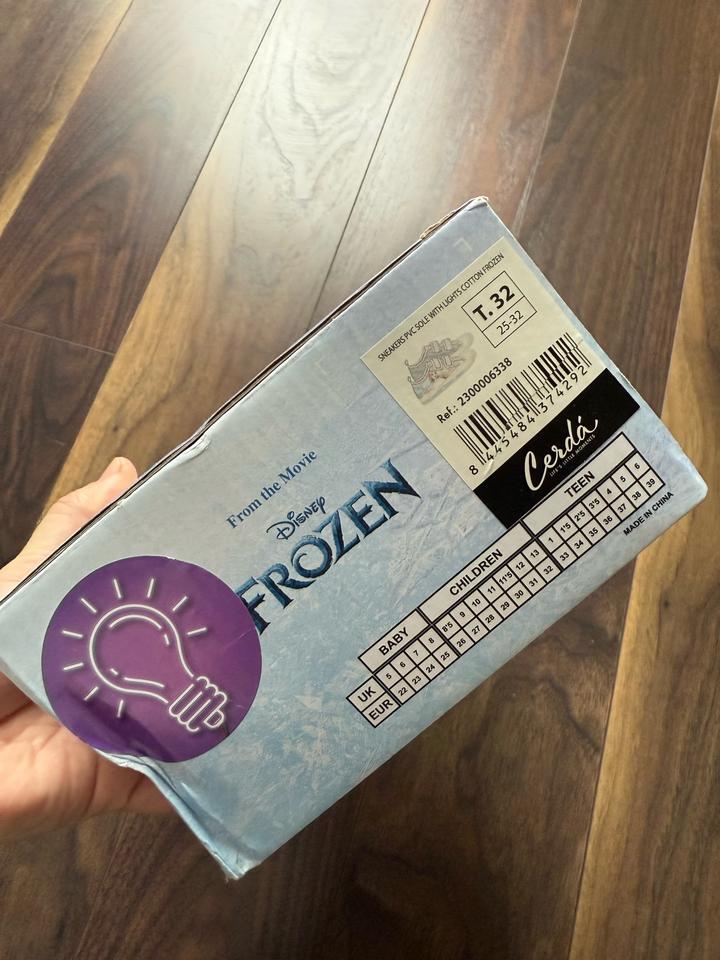 SNEAKERS PVC SOLE WITH LIGHTS COTTON FROZEN
T. 32
25-32
Ref.: 2300006338
8 445484 374292
Cerdá
LIFE'S LITTLE MOMENTS
From the Movie
DISNEY
FROZEN
BABY CHILDREN TEEN
UK 5 6 7 8 8'5 9 10 11 11'5 12 13 1 1'5 2'5 3'5 4 5 6
EUR 22 23 24 25 26 27 28 29 30 31 32 33 34 35 36 37 38 39
MADE IN CHINA